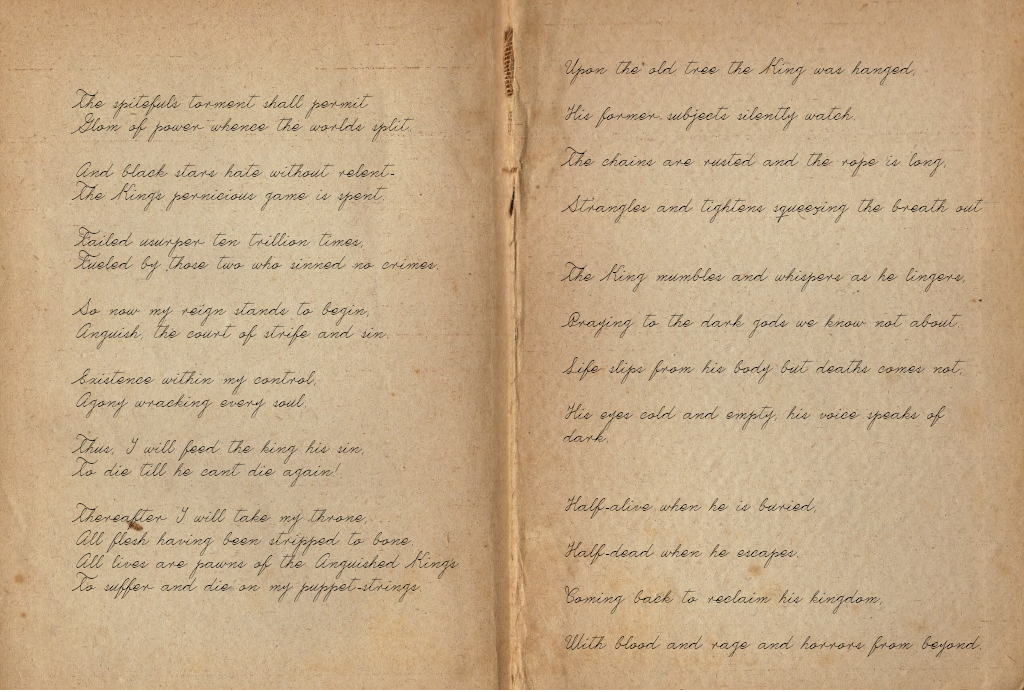 The spitefuls torment shall permit
Glom of power whence the worlds split.
And black stars hate without relent-
The Kings pernicious game is spent.
Failed usurper ten trillion times,
Fueled by those two who sinned no crimes.
So now my reign stands to begin,
Anguish, the court of strife and sin.
Existence within my control,
Agony wracking every soul.
Thus, I will feed the king his sin,
To die till he cant die again!
Thereafter I will take my throne,
All flesh having been stripped to bone.
All lives are pawns of the Anguished Kings
To suffer and die on my puppet-strings.
Upon the old tree the King was hanged,
His former subjects silently watch.
The chains are rusted and the rope is long,
Strangles and tightens squeezing the breath out
The King mumbles and whispers as he lingers,
Praying to the dark gods we know not about.
Life slips from his body but deaths comes not,
His eyes cold and empty, his voice speaks of
dark.
Half-alive when he is buried,
Half-dead when he escapes.
Coming back to reclaim his kingdom,
With blood and rage and horrors from beyond.